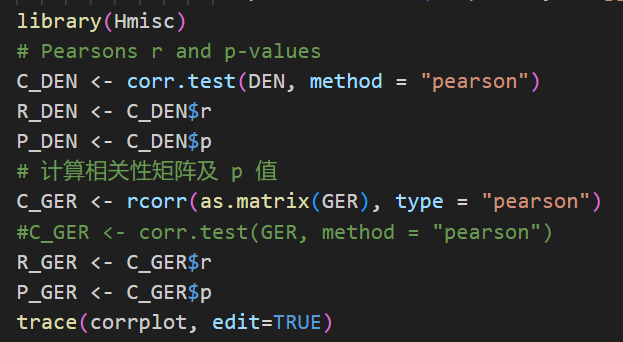 library(Hmisc)
# Pearsons r and p-values
C_DEN <- corr.test(DEN, method = "pearson")
R_DEN <- C_DEN$r
P_DEN <- C_DEN$p
# 计算相关性矩阵及 p 值
C_GER <- rcorr(as.matrix(GER), type = "pearson")
#C_GER <- corr.test(GER, method = "pearson")
R_GER <- C_GER$r
P_GER <- C_GER$p
trace(corrplot, edit=TRUE)